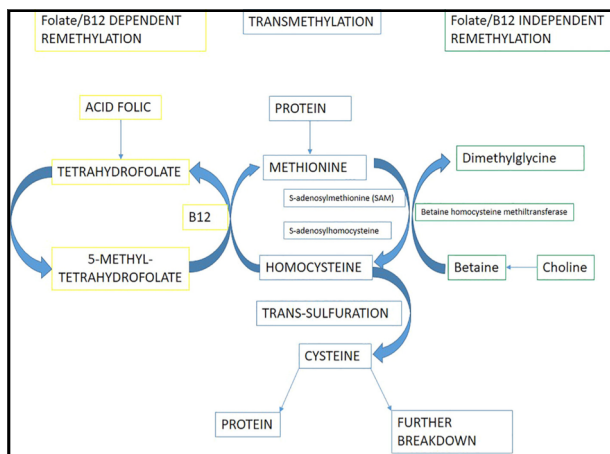 Folate/B12 DEPENDENT
REMETHYLATION
TRANSMETHYLATION
Folate/B12 INDEPENDENT
REMETHYLATION
ACID FOLIC
PROTEIN
TETRAHYDROFOLATE
METHIONINE
Dimethylglycine
S-adenosylmethionine (SAM)
B12
Betaine homocysteine methiltransferase
S-adenosylhomocysteine
5-METHYL-
TETRAHYDROFOLATE
HOMOCYSTEINE
Betaine
Choline
TRANS-SULFURATION
CYSTEINE
PROTEIN
FURTHER
BREAKDOWN